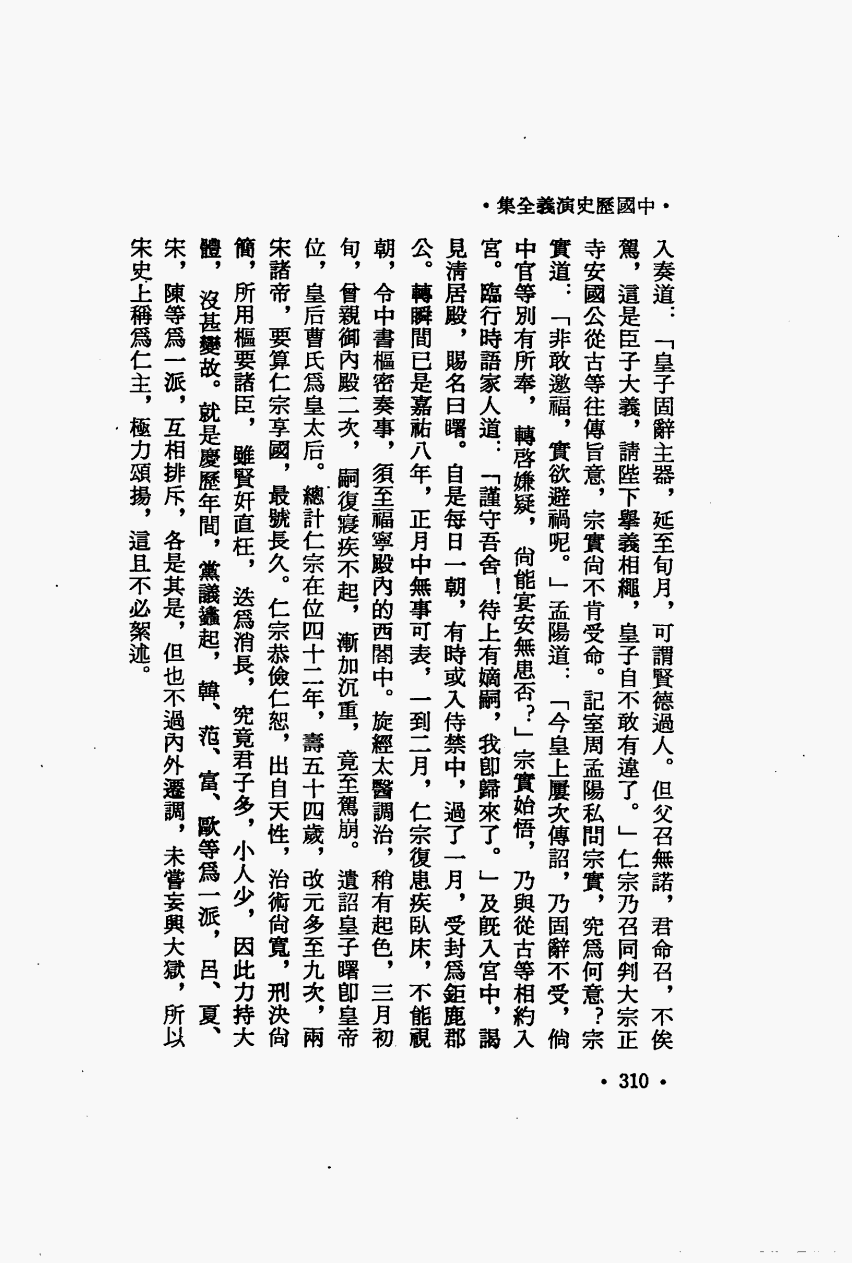 •中國歷史演義全集•
入奏道：「皇子固辭主器，延至旬月，可謂賢德過人。但父召無諾，君命召，不俟
駕，這是臣子大義，請陛下舉義相繩，皇子自不敢有違了。」仁宗乃召同判大宗正
寺安國公從古等往傳旨意，宗實尙不肯受命。記室周孟陽私問宗實，究爲何意？宗
實道：「非敢邀福，實欲避禍呢。」孟陽道：「今皇上屢次傳詔，乃固辭不受，倘
中官等別有所奉，轉啓嫌疑，尙能宴安無患否？」宗實始悟，乃與從古等相約入
宮。臨行時語家人道：「謹守吾舍！待上有嫡嗣，我卽歸來了。」及旣入宮中，謁
見淸居殿，賜名曰曙。自是每日一朝，有時或入侍禁中，過了一月，受封爲鉅鹿郡
公。轉瞬間已是嘉祐八年，正月中無事可表，一到二月，仁宗復患疾臥床，不能視
朝，令中書樞密奏事，須至福寧殿內的西閣中。旋經太醫調治，稍有起色，三月初
旬，曾親御內殿二次，嗣復寢疾不起，漸加沉重，竟至駕崩。遺詔皇子曙卽皇帝
位，皇后曹氏爲皇太后。總計仁宗在位四十二年，壽五十四歲，改元多至九次，兩
宋諸帝，要算仁宗享國，最號長久。仁宗恭儉仁恕，出自天性，治術尙寬，刑決尙
簡，所用樞要諸臣，雖賢奸直枉，迭爲消長，究竟君子多，小人少，因此力持大
體，沒甚變故。就是慶歷年間，黨議蠭起，韓、范、富、歐等爲一派，呂、夏、
宋，陳等爲一派，互相排斥，各是其是，但也不過內外遷調，未嘗妄興大獄，所以
宋史上稱爲仁主，極力頌揚，這且不必絮述。
•310•